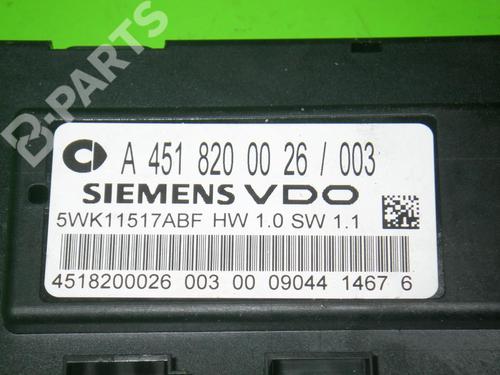 B-PARTS
A 451 820 00 26 / 003
SIEMENS VDO
5WK11517ABF HW 1.0 SW 1.1
4518200026 003 00 09044 1467 6